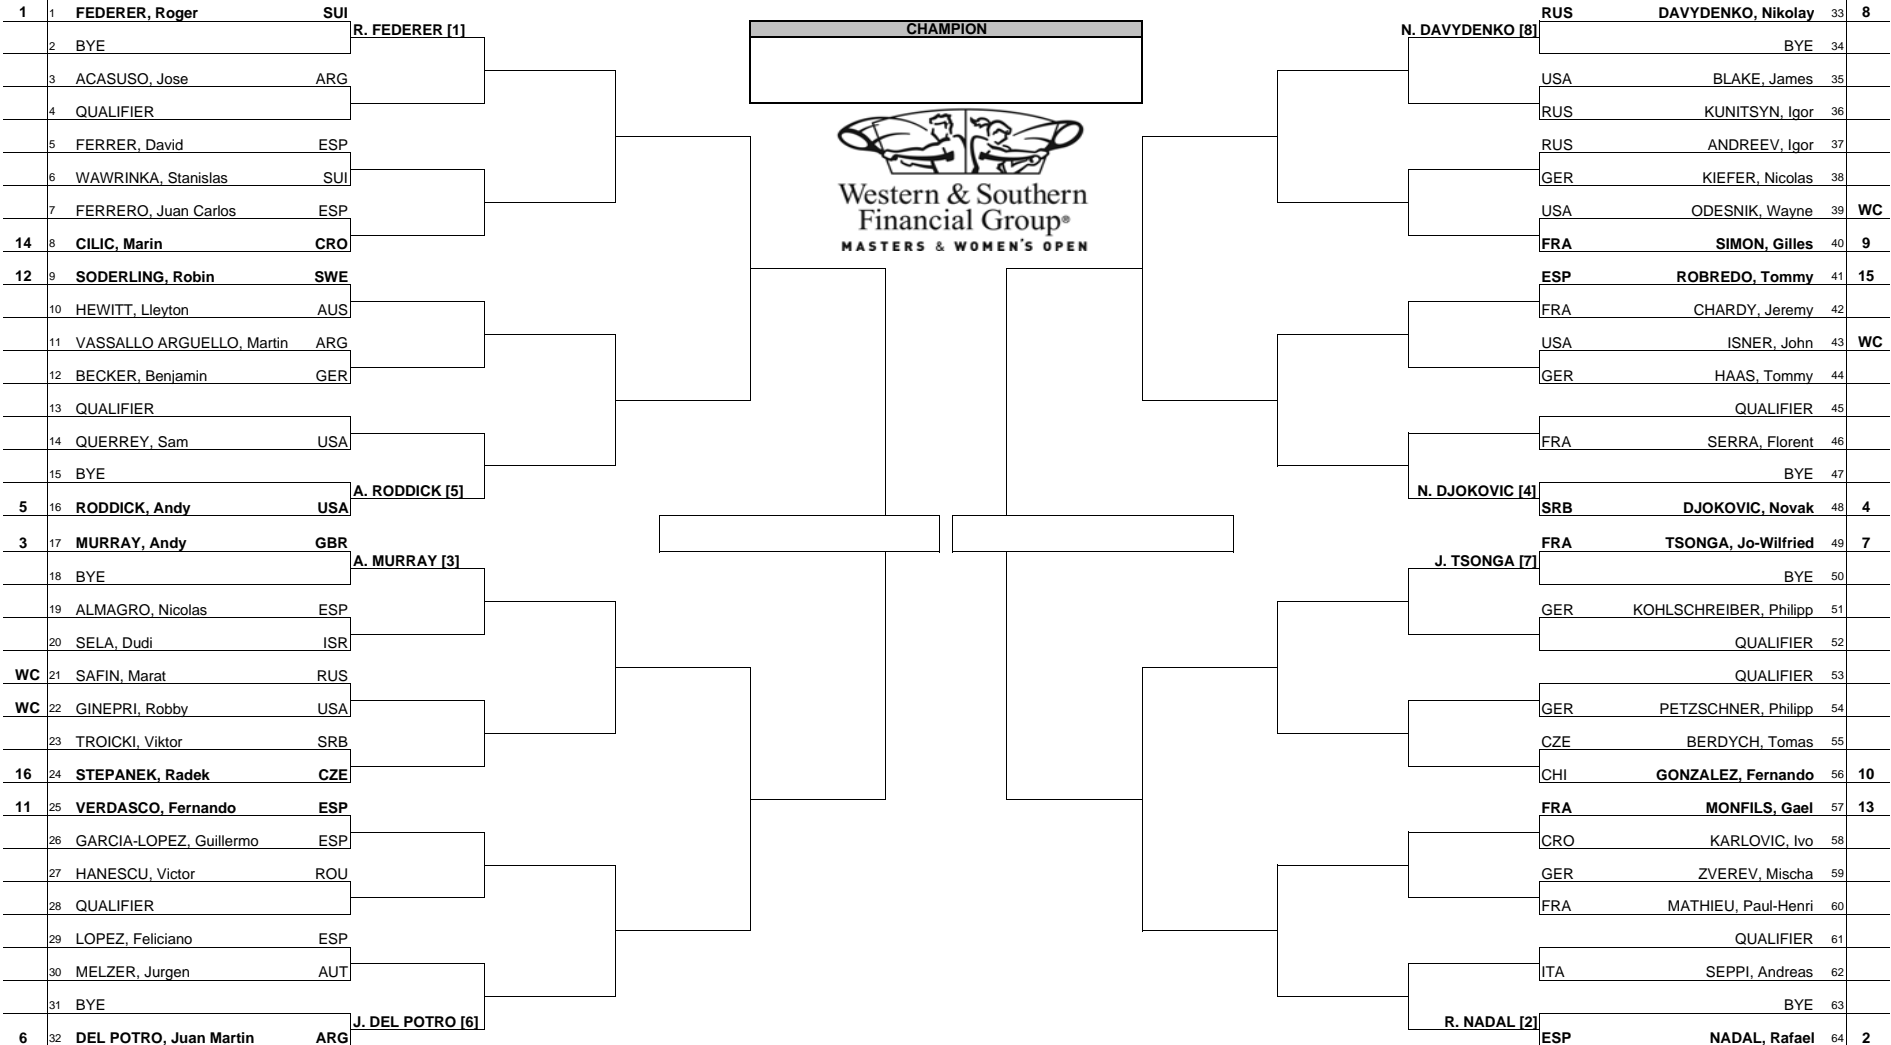 1 1 FEDERER, Roger SUI
R. FEDERER [1]
2 BYE
3 ACASUSO, Jose ARG
4 QUALIFIER
5 FERRER, David ESP
6 WAWRINKA, Stanislas SUI
7 FERRERO, Juan Carlos ESP
14 8 CILIC, Marin CRO
12 9 SODERLING, Robin SWE
10 HEWITT, Lleyton AUS
11 VASSALLO ARGUELLO, Martin ARG
12 BECKER, Benjamin GER
13 QUALIFIER
14 QUERREY, Sam USA
15 BYE
A. RODDICK [5]
5 16 RODDICK, Andy USA
3 17 MURRAY, Andy GBR
A. MURRAY [3]
18 BYE
19 ALMAGRO, Nicolas ESP
20 SELA, Dudi ISR
WC 21 SAFIN, Marat RUS
WC 22 GINEPRI, Robby USA
23 TROICKI, Viktor SRB
16 24 STEPANEK, Radek CZE
11 25 VERDASCO, Fernando ESP
26 GARCIA-LOPEZ, Guillermo ESP
27 HANESCU, Victor ROU
28 QUALIFIER
29 LOPEZ, Feliciano ESP
30 MELZER, Jurgen AUT
31 BYE
J. DEL POTRO [6]
6 32 DEL POTRO, Juan Martin ARG
CHAMPION
Western & Southern
Financial Group®
MASTERS & WOMEN'S OPEN
RUS DAVYDENKO, Nikolay 33 8
N. DAVYDENKO [8]
BYE 34
USA BLAKE, James 35
RUS KUNITSYN, Igor 36
RUS ANDREEV, Igor 37
GER KIEFER, Nicolas 38
USA ODESNIK, Wayne 39 WC
FRA SIMON, Gilles 40 9
ESP ROBREDO, Tommy 41 15
FRA CHARDY, Jeremy 42
USA ISNER, John 43 WC
GER HAAS, Tommy 44
QUALIFIER 45
FRA SERRA, Florent 46
BYE 47
N. DJOKOVIC [4]
SRB DJOKOVIC, Novak 48 4
FRA TSONGA, Jo-Wilfried 49 7
J. TSONGA [7]
BYE 50
GER KOHLSCHREIBER, Philipp 51
QUALIFIER 52
QUALIFIER 53
GER PETZSCHNER, Philipp 54
CZE BERDYCH, Tomas 55
CHI GONZALEZ, Fernando 56 10
FRA MONFILS, Gael 57 13
CRO KARLOVIC, Ivo 58
GER ZVEREV, Mischa 59
FRA MATHIEU, Paul-Henri 60
QUALIFIER 61
ITA SEPPI, Andreas 62
BYE 63
R. NADAL [2]
ESP NADAL, Rafael 64 2